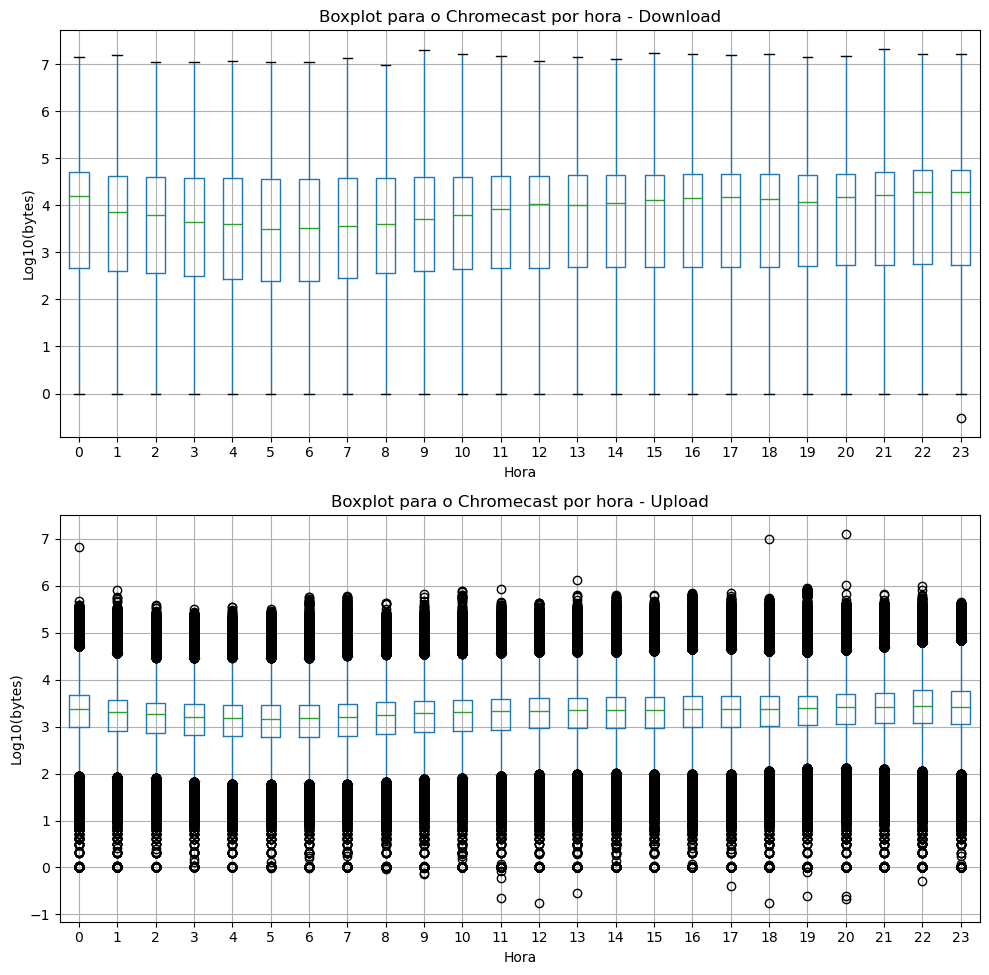 Boxplot para o Chromecast por hora - Download
Log10(bytes)
7
6
5
4
3
2
1
0
0 1 2 3 4 5 6 7 8 9 10 11 12 13 14 15 16 17 18 19 20 21 22 23
Hora
Boxplot para o Chromecast por hora - Upload
Log10(bytes)
7
6
5
4
3
2
1
0
−1
0 1 2 3 4 5 6 7 8 9 10 11 12 13 14 15 16 17 18 19 20 21 22 23
Hora